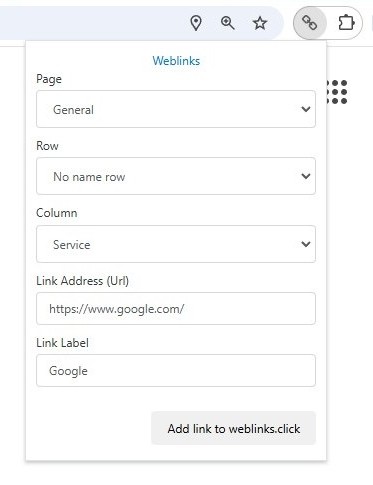 Weblinks
Page
General
Row
No name row
Column
Service
Link Address (Url)
https://www.google.com/
Link Label
Google
Add link to weblinks.click